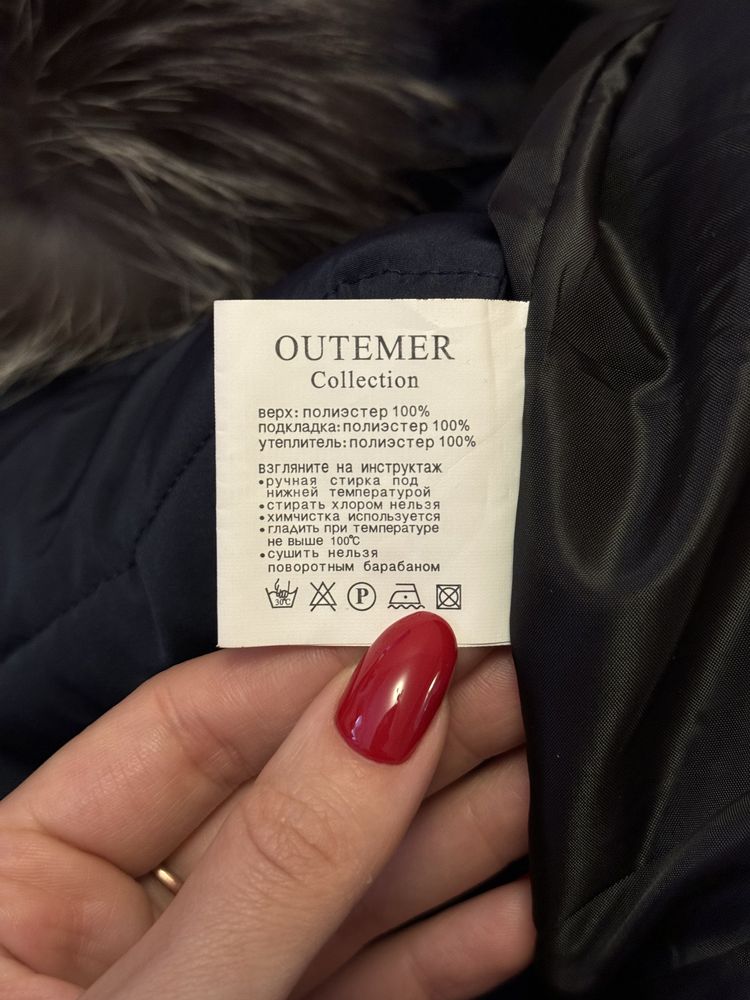 OUTEMER
Collection
верх: полиэстер 100%
подкладка: полиэстер 100%
утеплитель: полиэстер 100%
взгляните на инструктаж
•ручная стирка под
нижней температурой
•стирать хлором нельзя
•химчистка используется
•гладить при температуре
не выше 100°C
•сушить нельзя
поворотным барабаном
30°C
P